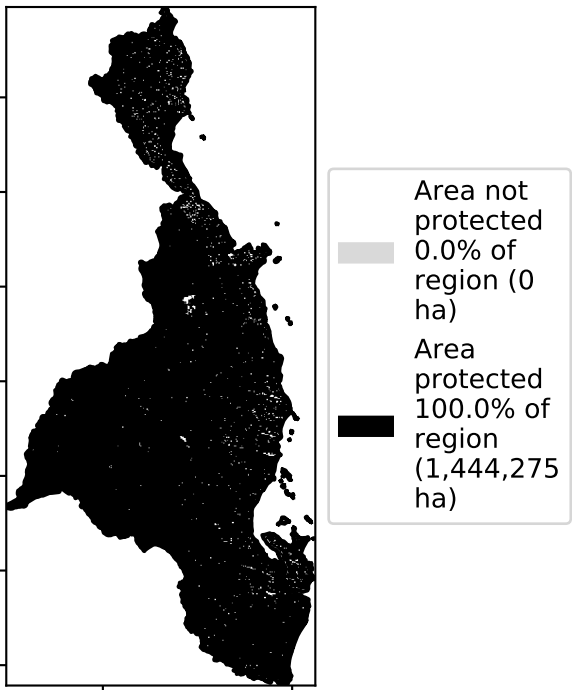 Area not
protected
0.0% of
region (0
ha)
Area
protected
100.0% of
region
(1,444,275
ha)